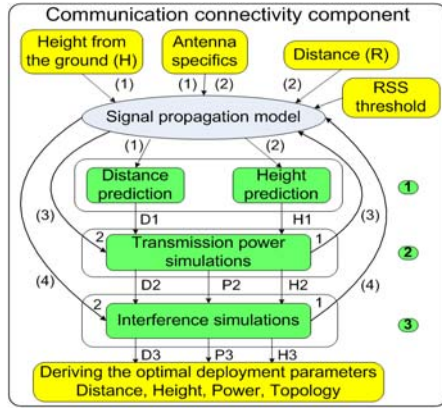 Communication connectivity component
Height from
the ground (H)
Antenna
specifics
Distance (R)
RSS
threshold
(1)
(1)
(2)
(2)
Signal propagation model
(1)
(2)
Distance
prediction
Height
prediction
1
(3)
D1
H1
(3)
2
Transmission power
simulations
1
2
(4)
D2
P2
H2
(4)
2
Interference simulations
1
3
D3
P3
H3
Deriving the optimal deployment parameters
Distance, Height, Power, Topology